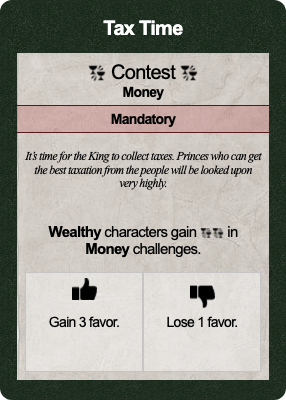 Tax Time
Contest
Money
Mandatory
It's time for the King to collect taxes. Princes who can get
the best taxation from the people will be looked upon
very highly.
Wealthy characters gain in
Money challenges.
Gain 3 favor.
Lose 1 favor.